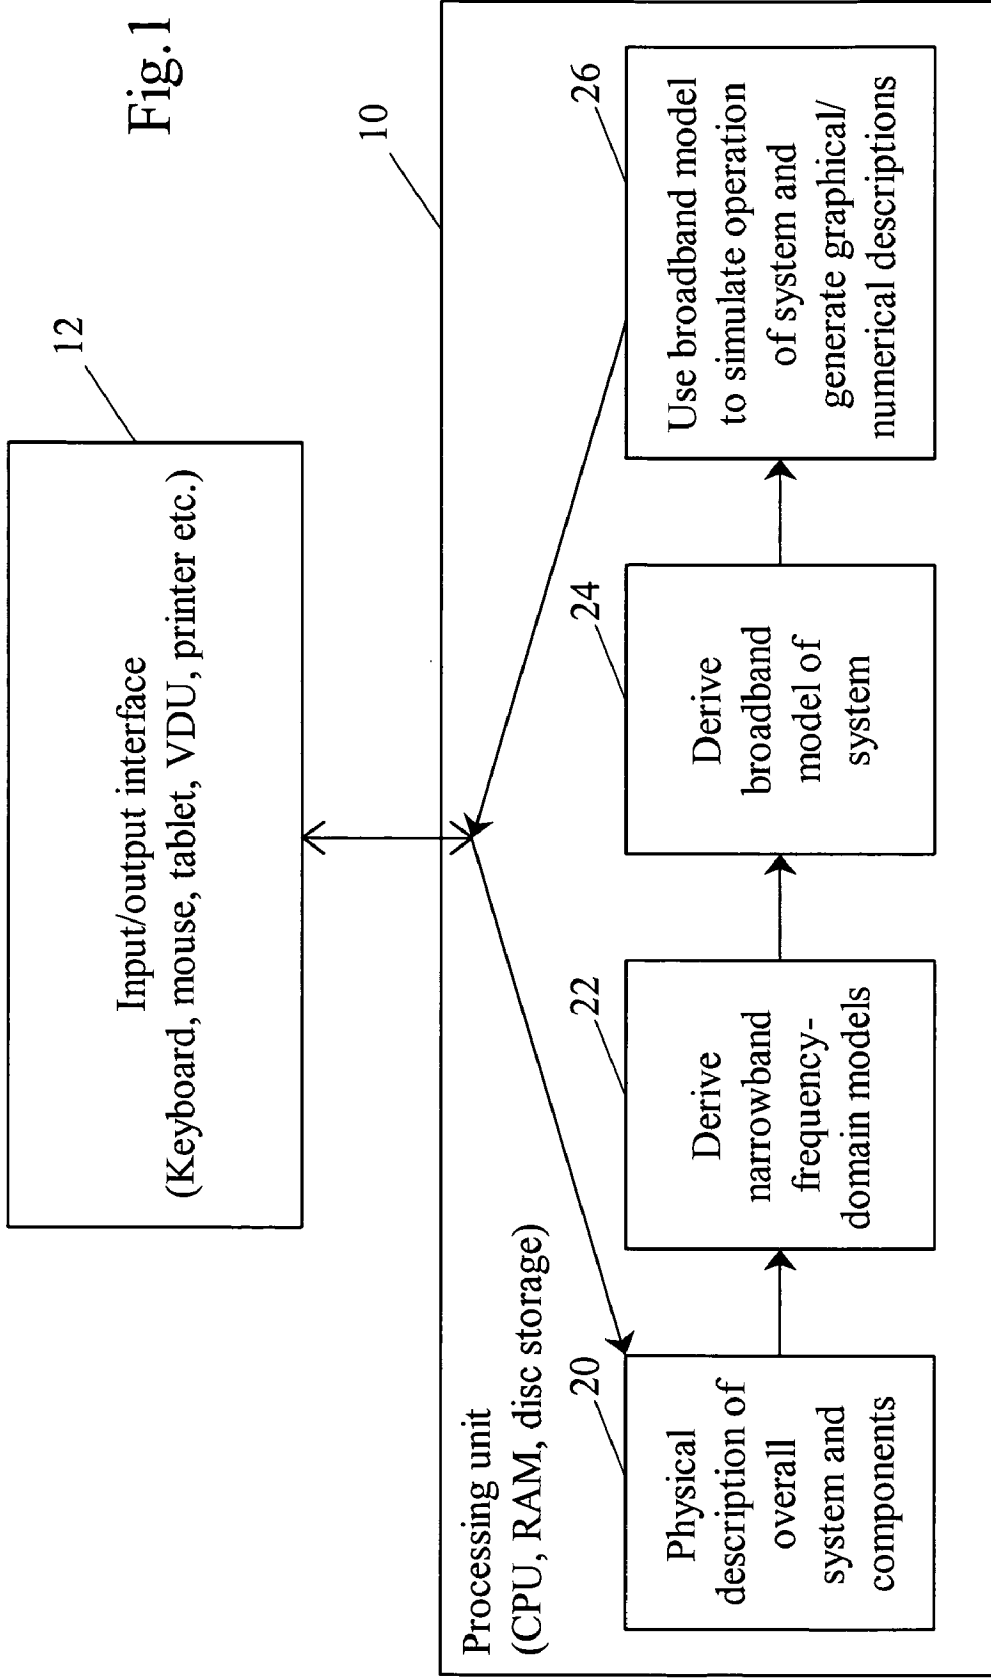 Fig.1
12
Input/output interface
(Keyboard, mouse, tablet, VDU, printer etc.)
10
Processing unit
(CPU, RAM, disc storage)
20
Physical
description of
overall
system and
components
22
Derive
narrowband
frequency-
domain models
24
Derive
broadband
model of
system
26
Use broadband model
to simulate operation
of system and
generate graphical/
numerical descriptions